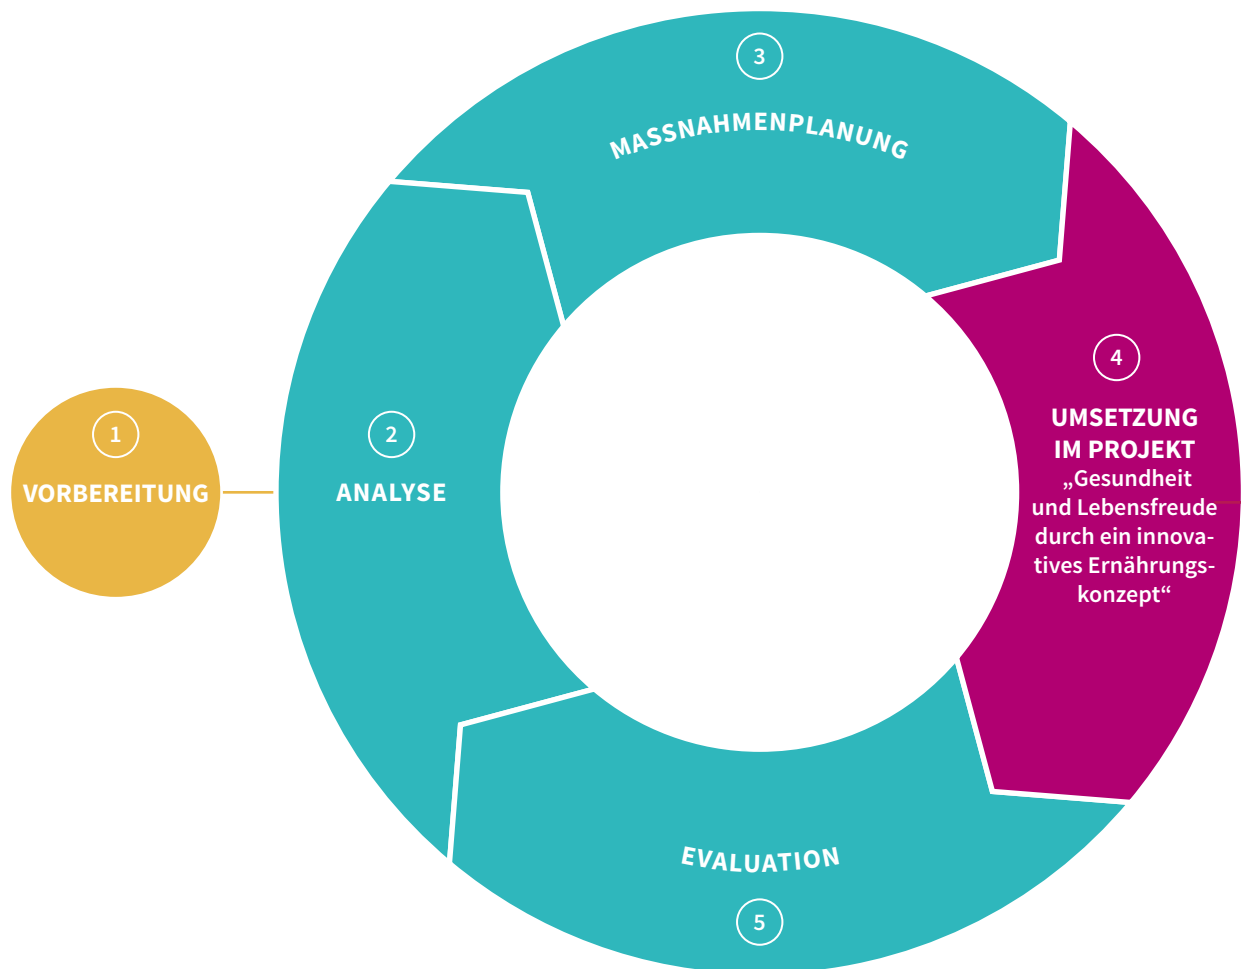 1
VORBEREITUNG
2
ANALYSE
3
MASSNAHMENPLANUNG
4
UMSETZUNG
IM PROJEKT
„Gesundheit
und Lebensfreude
durch ein innova-
tives Ernährungs-
konzept“
EVALUATION
5